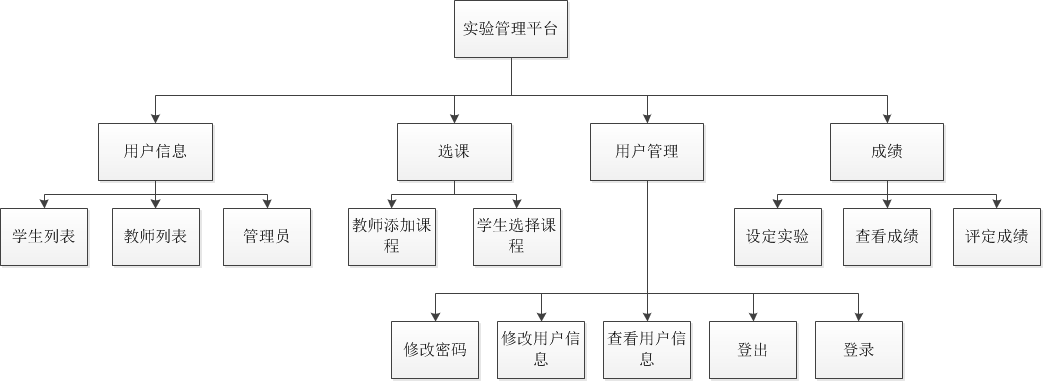 实验管理平台
用户信息
选课
用户管理
成绩
学生列表
教师列表
管理员
教师添加课
程
学生选择课
程
设定实验
查看成绩
评定成绩
修改密码
修改用户信
息
查看用户信
息
登出
登录